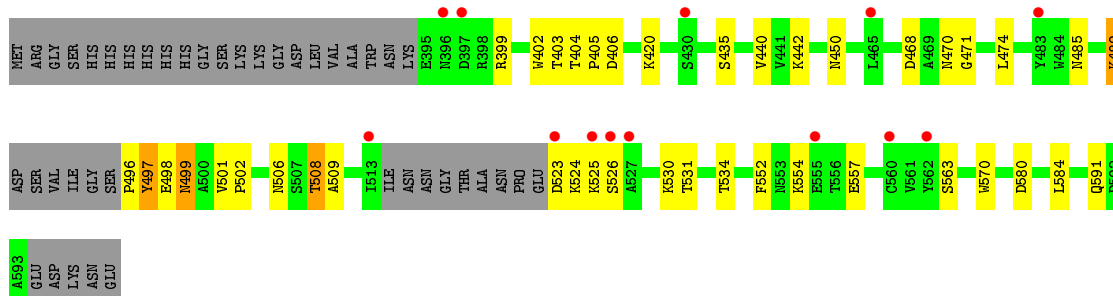 MET ARG GLY SER HIS HIS HIS HIS HIS HIS GLY SER LYS LYS GLY ASP LEU VAL ALA TRP ASN LYS E395 N396 D397 R398 R399 W402 T403 T404 P405 D406 K420 S430 S435 V440 V441 K442 N450 L465 D468 A469 N470 G471 L474 Y483 W484 N485
ASP SER VAL ILE GLY SER P496 Y497 E498 N499 A500 V501 P502 N506 S507 T508 A509 I513 ILE ASN ASN GLY THR ALA ASN PRO GLU D523 K524 K525 S526 A527 K530 T531 T534 F552 N553 K554 E555 T556 E557 C560 V561 Y562 S563 W570 D580 L584 Q591
A593 GLU ASP LYS ASN GLU